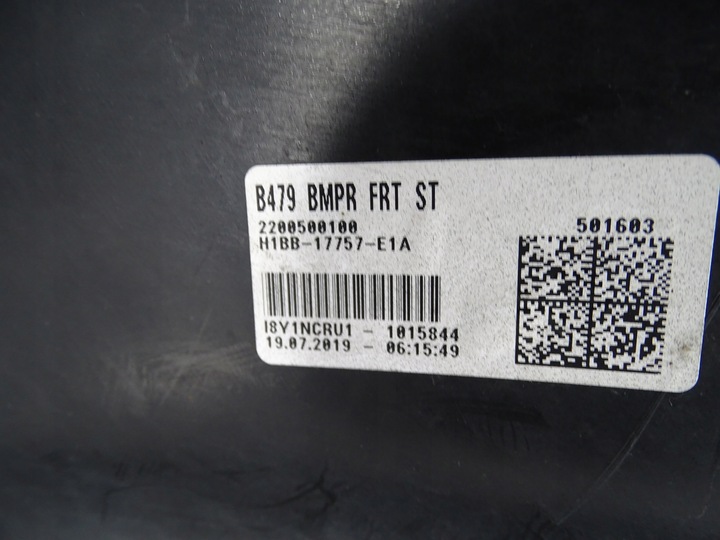 B479 BMPR FRT ST
2200500100
H1BB-17757-E1A
501603
I8Y1NCRU1 - 1015844
19.07.2019 - 06:15:49